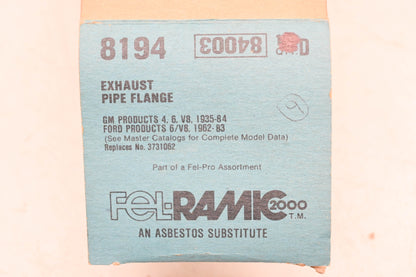 8194
84003
EXHAUST
PIPE FLANGE
GM PRODUCTS 4, 6, V8, 1935-84
FORD PRODUCTS 6/V8, 1962-83
(See Master Catalogs for Complete Model Data)
Replaces No. 3731062
Part of a Fel-Pro Assortment
FEL-RAMIC 2000 T.M.
AN ASBESTOS SUBSTITUTE